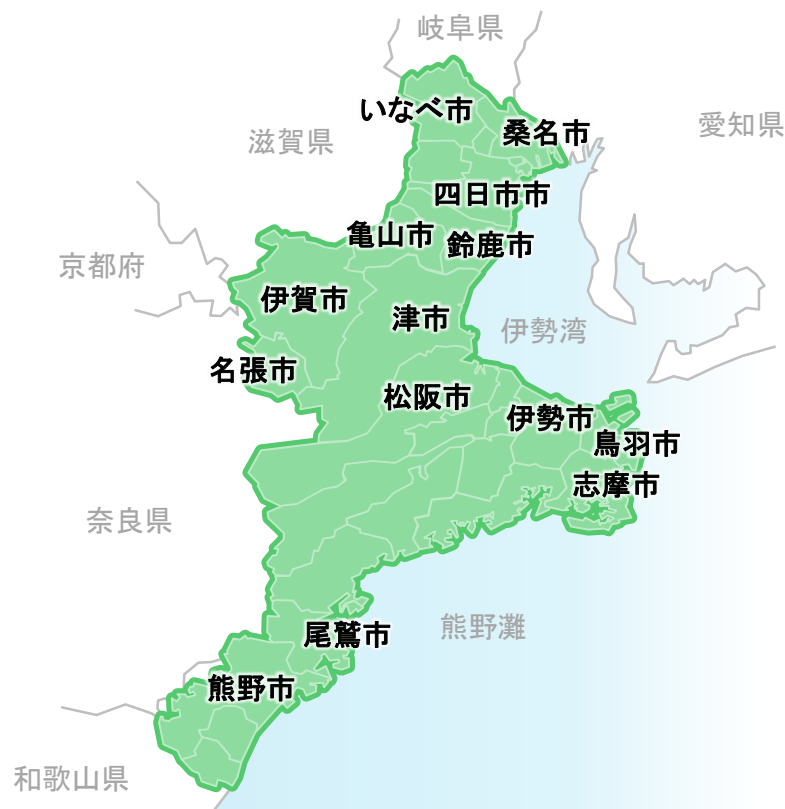 岐阜県
いなべ市
桑名市
愛知県
滋賀県
四日市市
亀山市
鈴鹿市
京都府
伊賀市
津市
伊勢湾
名張市
松阪市
伊勢市
鳥羽市
志摩市
奈良県
熊野灘
尾鷲市
熊野市
和歌山県